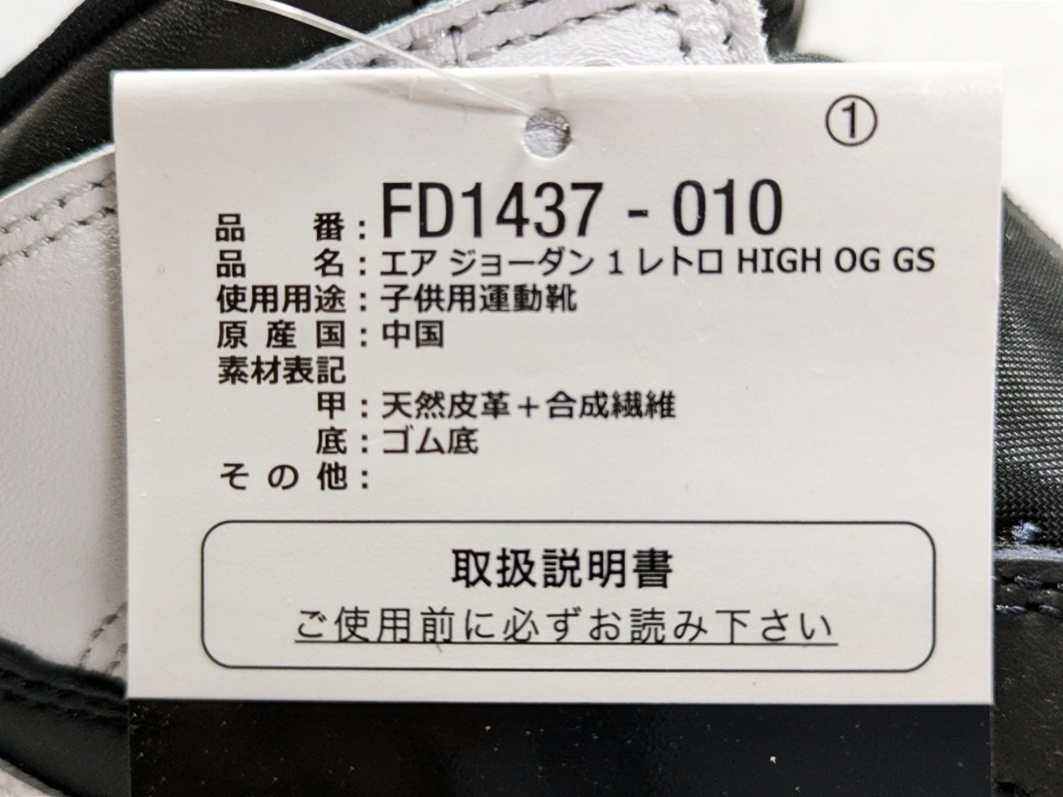 ①
品番：FD1437 - 010
品名：エア ジョーダン 1 レトロ HIGH OG GS
使用用途：子供用運動靴
原産国：中国
素材表記
甲：天然皮革＋合成繊維
底：ゴム底
その他：
取扱説明書
ご使用前に必ずお読み下さい